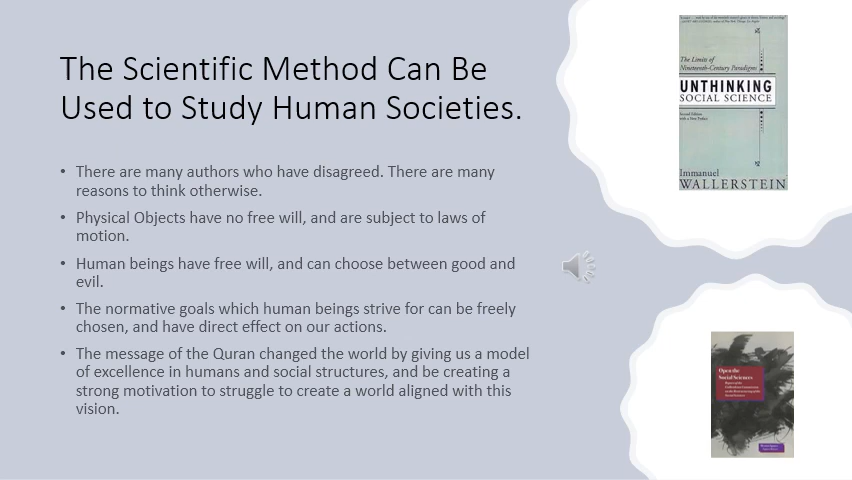 The Scientific Method Can Be
Used to Study Human Societies.
• There are many authors who have disagreed. There are many
reasons to think otherwise.
• Physical Objects have no free will, and are subject to laws of
motion.
• Human beings have free will, and can choose between good and
evil.
• The normative goals which human beings strive for can be freely
chosen, and have direct effect on our actions.
• The message of the Quran changed the world by giving us a model
of excellence in humans and social structures, and be creating a
strong motivation to struggle to create a world aligned with this
vision.
The Limits of
Nineteenth-Century Paradigms
UNTHINKING
SOCIAL SCIENCE
Second Edition
with a New Preface
Immanuel
WALLERSTEIN
Open the
Social Sciences